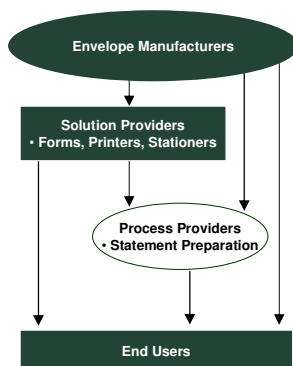 Envelope Manufacturers
Solution Providers
• Forms, Printers, Stationers
Process Providers
• Statement Preparation
End Users